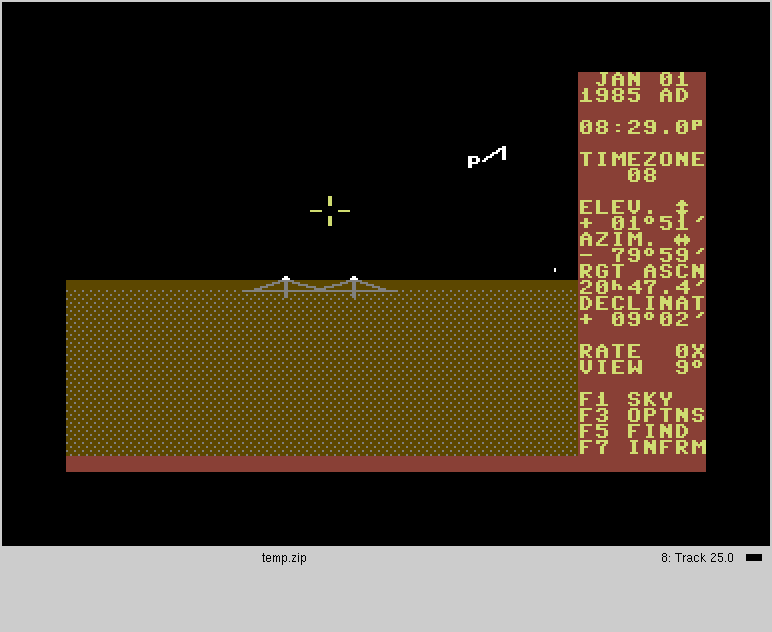 JAN 01
1985 AD
08:29.0P
TIMEZONE
08
ELEV. ↕
+ 01°51′
AZIM. ↔
- 79°59′
RGT ASCN
20ʰ47.4′
DECLINAT
+ 09°02′
RATE 0X
VIEW 9°
F1 SKY
F3 OPTNS
F5 FIND
F7 INFRM
temp.zip
8: Track 25.0